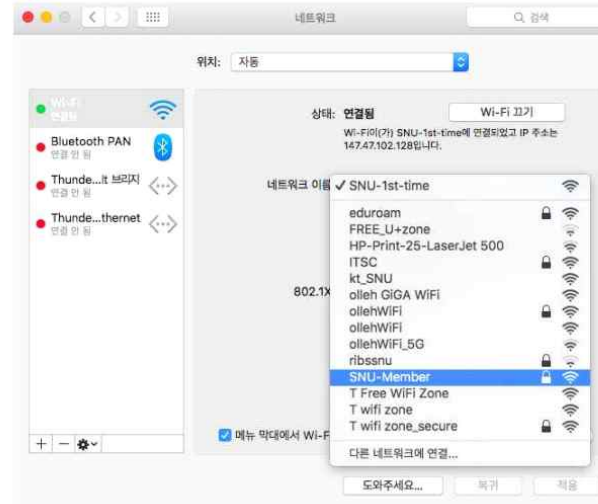 네트워크
검색
위치: 자동
Wi-Fi
연결됨
Bluetooth PAN
연결 안 됨
Thunde...lt 브리지
연결 안 됨
Thunde...thernet
연결 안 됨
상태: 연결됨
Wi-Fi 끄기
Wi-Fi이(가) SNU-1st-time에 연결되었고 IP 주소는
147.47.102.128입니다.
네트워크 이름
✓ SNU-1st-time
eduroam
FREE_U+zone
HP-Print-25-LaserJet 500
ITSC
kt_SNU
olleh GiGA WiFi
ollehWiFi
ollehWiFi
ollehWiFi_5G
ribssnu
SNU-Member
T Free WiFi Zone
T wifi zone
T wifi zone_secure
다른 네트워크에 연결...
802.1X
메뉴 막대에서 Wi-F
도와주세요...
복귀
적용